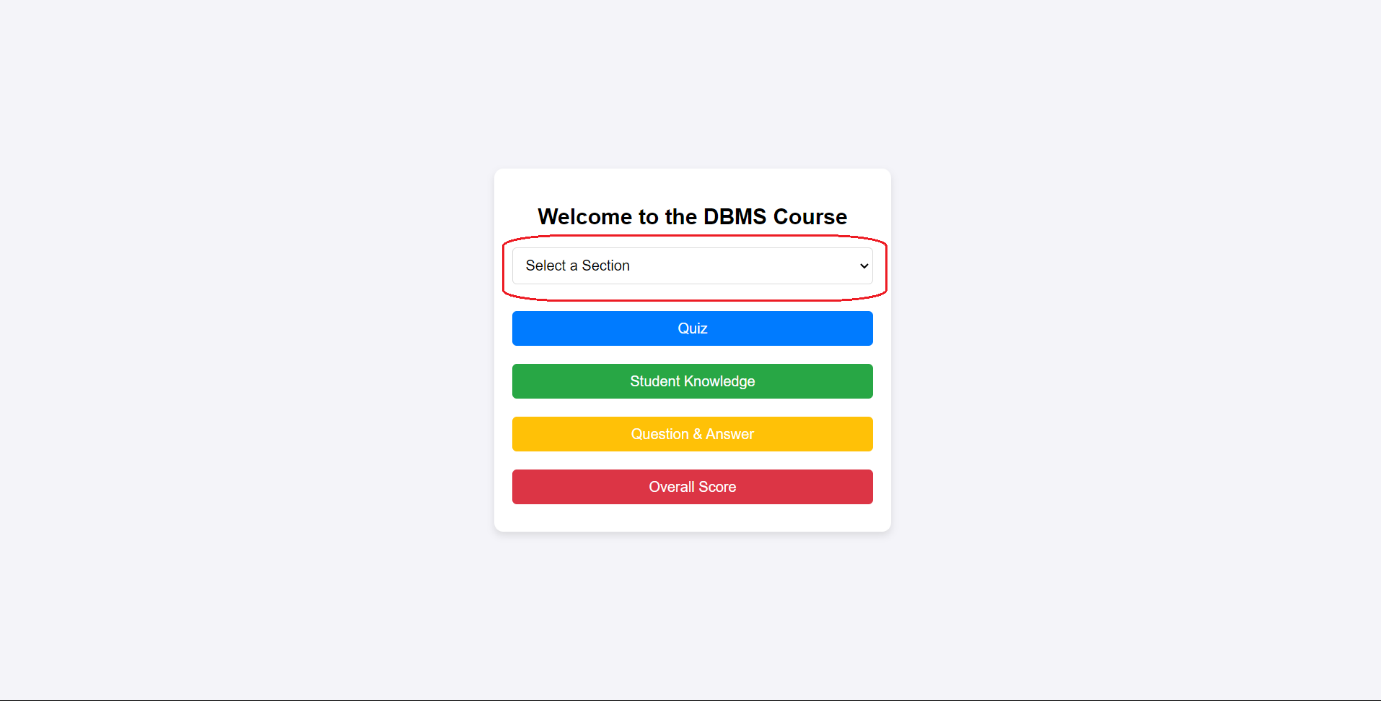 Welcome to the DBMS Course
Select a Section
Quiz
Student Knowledge
Question & Answer
Overall Score